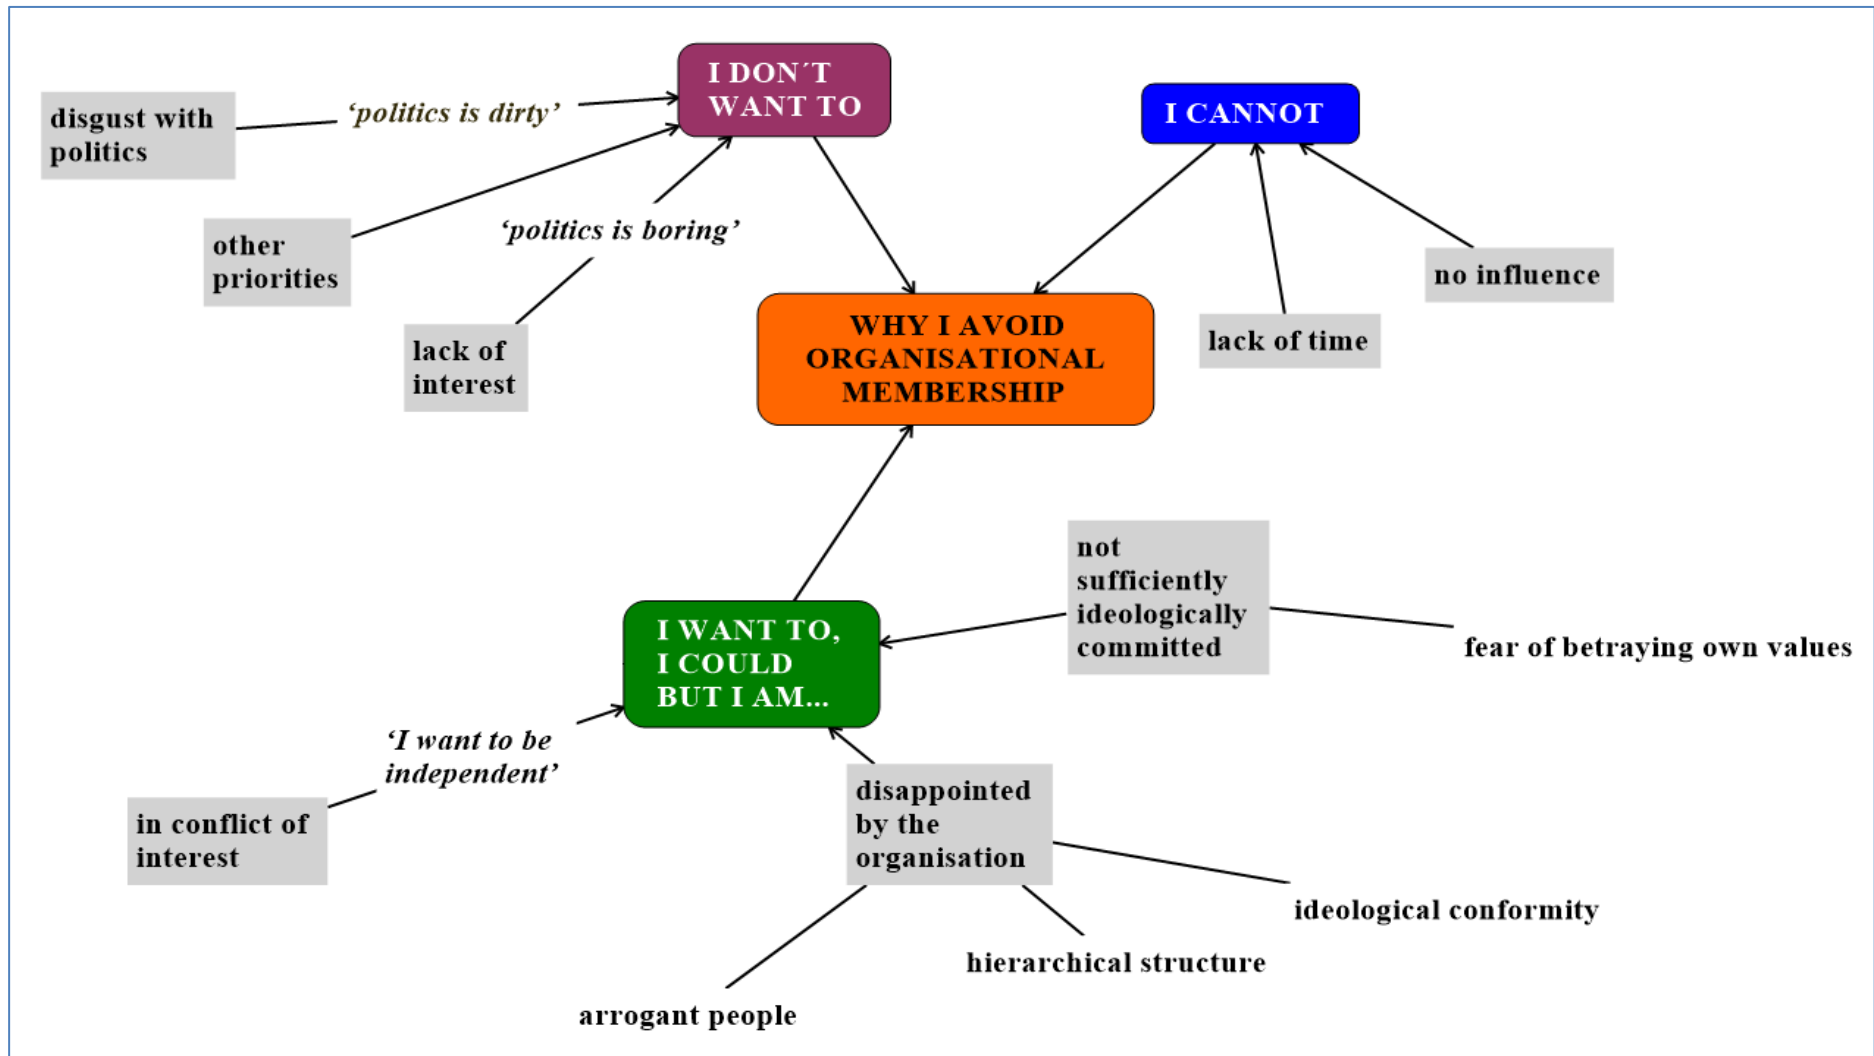 I DON´T
WANT TO
I CANNOT
disgust with
politics
‘politics is dirty’
other
priorities
‘politics is boring’
no influence
lack of
interest
lack of time
WHY I AVOID
ORGANISATIONAL
MEMBERSHIP
not
sufficiently
ideologically
committed
fear of betraying own values
I WANT TO,
I COULD
BUT I AM...
‘I want to be
independent’
in conflict of
interest
disappointed
by the
organisation
ideological conformity
hierarchical structure
arrogant people